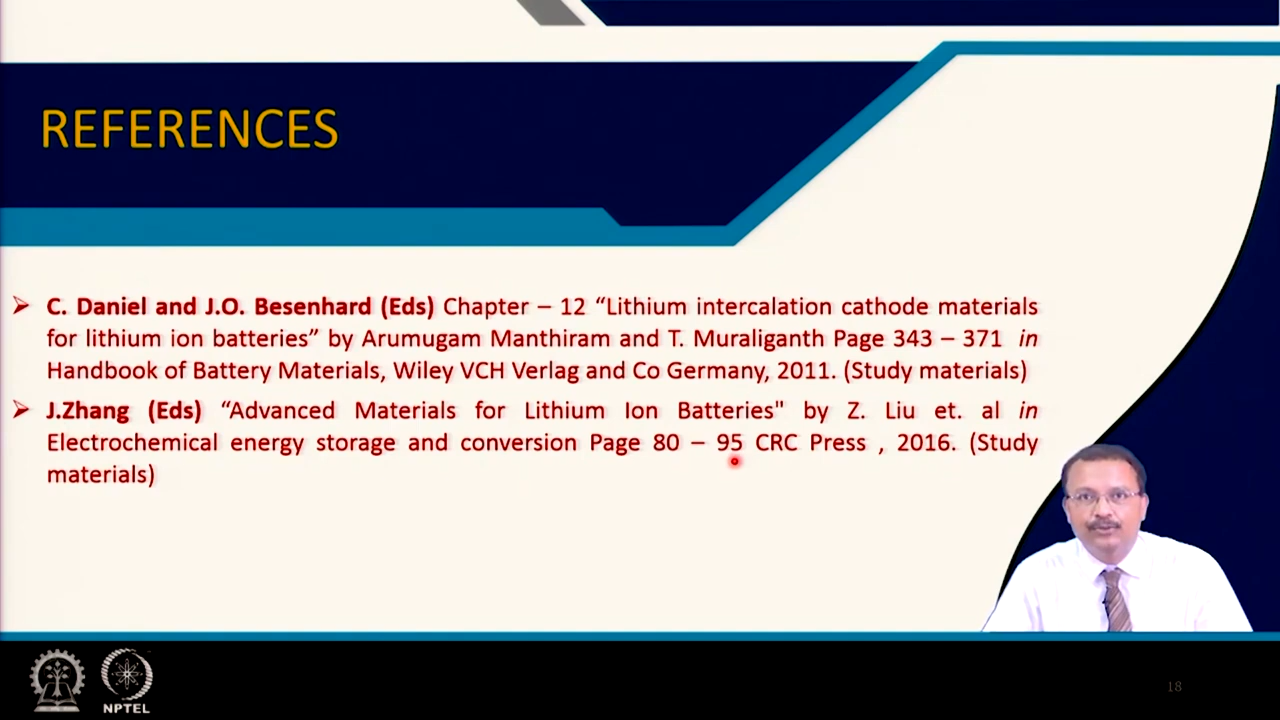 REFERENCES
C. Daniel and J.O. Besenhard (Eds) Chapter – 12 “Lithium intercalation cathode materials
for lithium ion batteries” by Arumugam Manthiram and T. Muraliganth Page 343 – 371 in
Handbook of Battery Materials, Wiley VCH Verlag and Co Germany, 2011. (Study materials)
J.Zhang (Eds) “Advanced Materials for Lithium Ion Batteries" by Z. Liu et. al in
Electrochemical energy storage and conversion Page 80 – 95 CRC Press , 2016. (Study
materials)
NPTEL
18